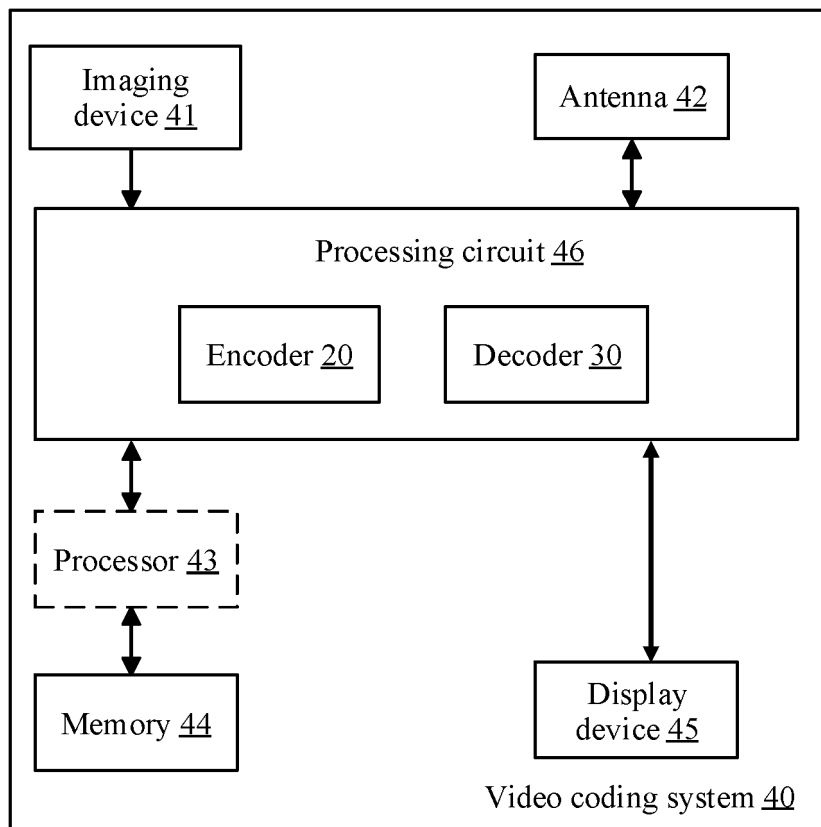 Imaging
device 41
Antenna 42
Processing circuit 46
Encoder 20
Decoder 30
Processor 43
Memory 44
Display
device 45
Video coding system 40